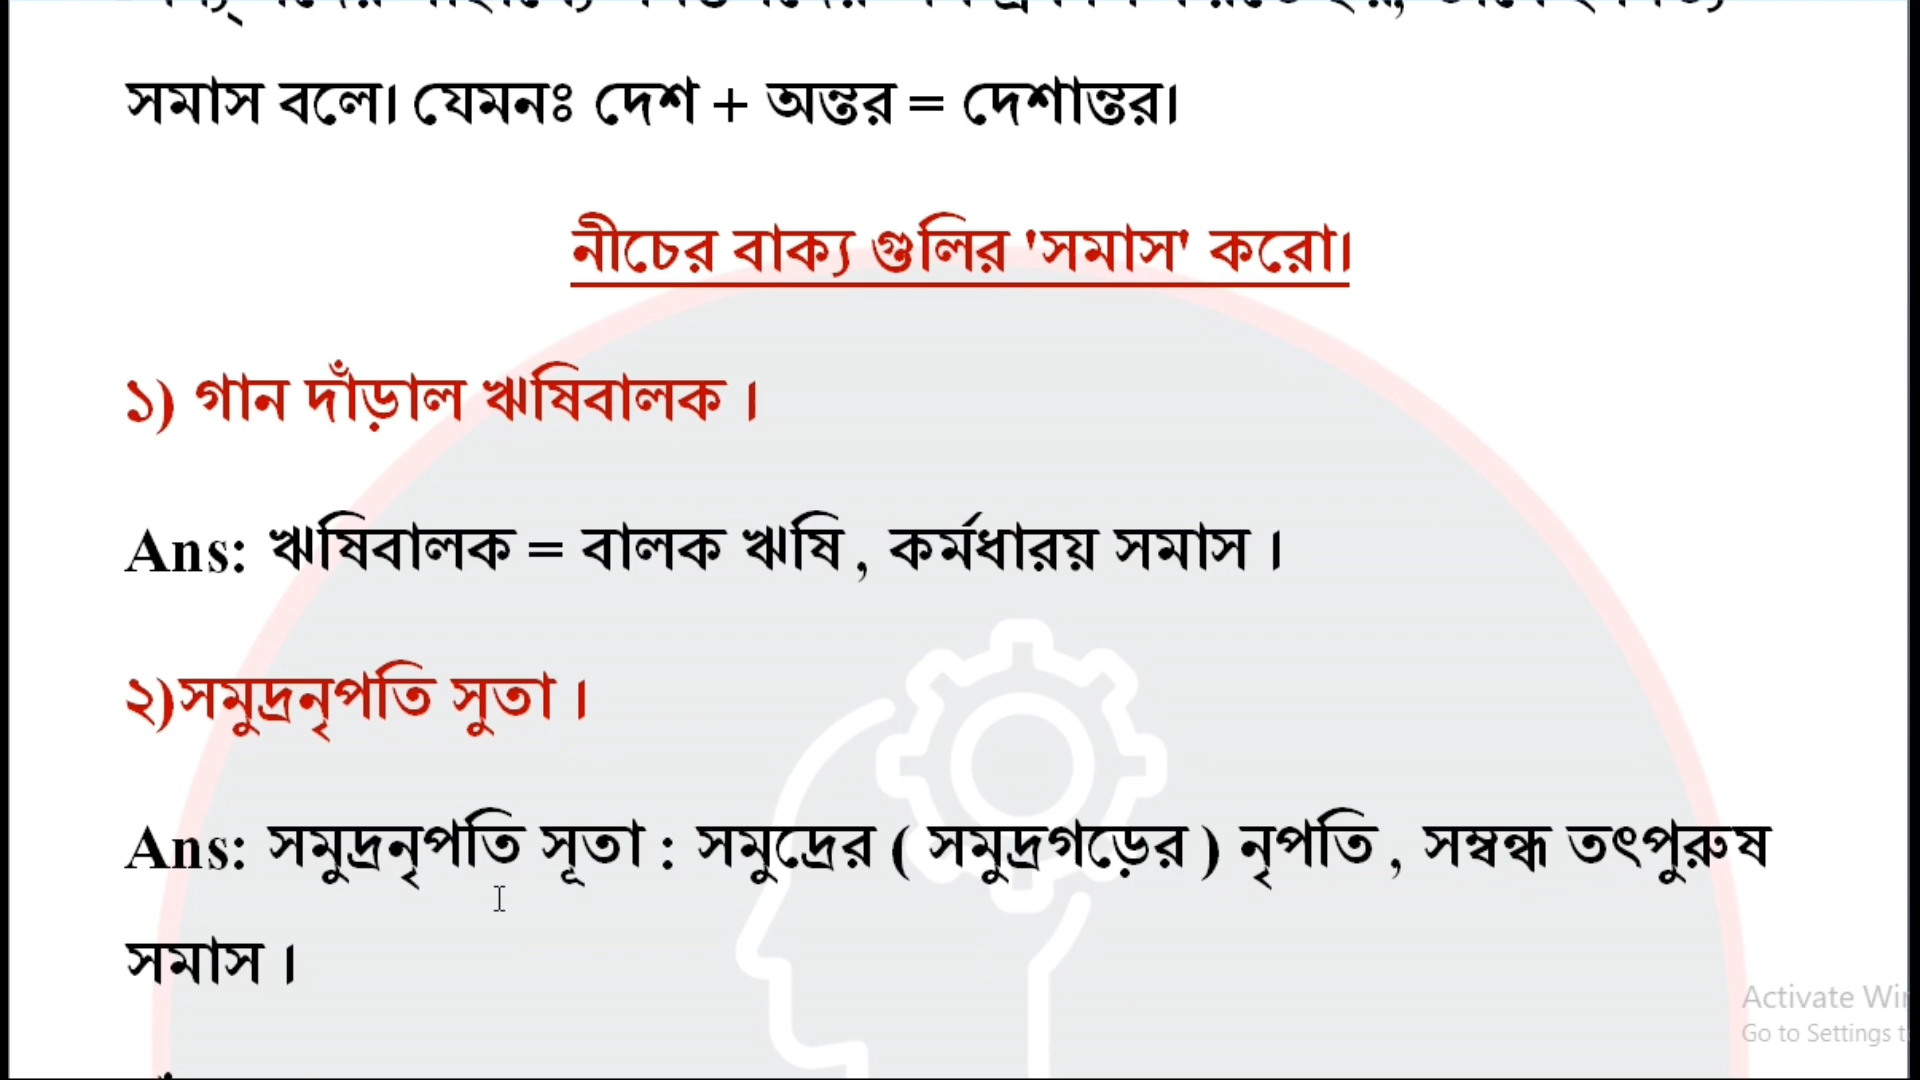 সমাস বলে। যেমনঃ দেশ + অন্তর = দেশান্তর।
নীচের বাক্য গুলির 'সমাস' করো।
১) গান দাঁড়াল ঋষিবালক ।
Ans: ঋষিবালক = বালক ঋষি , কর্মধারয় সমাস ।
২)সমুদ্রনৃপতি সুতা ।
Ans: সমুদ্রনৃপতি সূতা : সমুদ্রের ( সমুদ্রগড়ের ) নৃপতি , সম্বন্ধ তৎপুরুষ
সমাস ।
Activate Wi
Go to Settings t